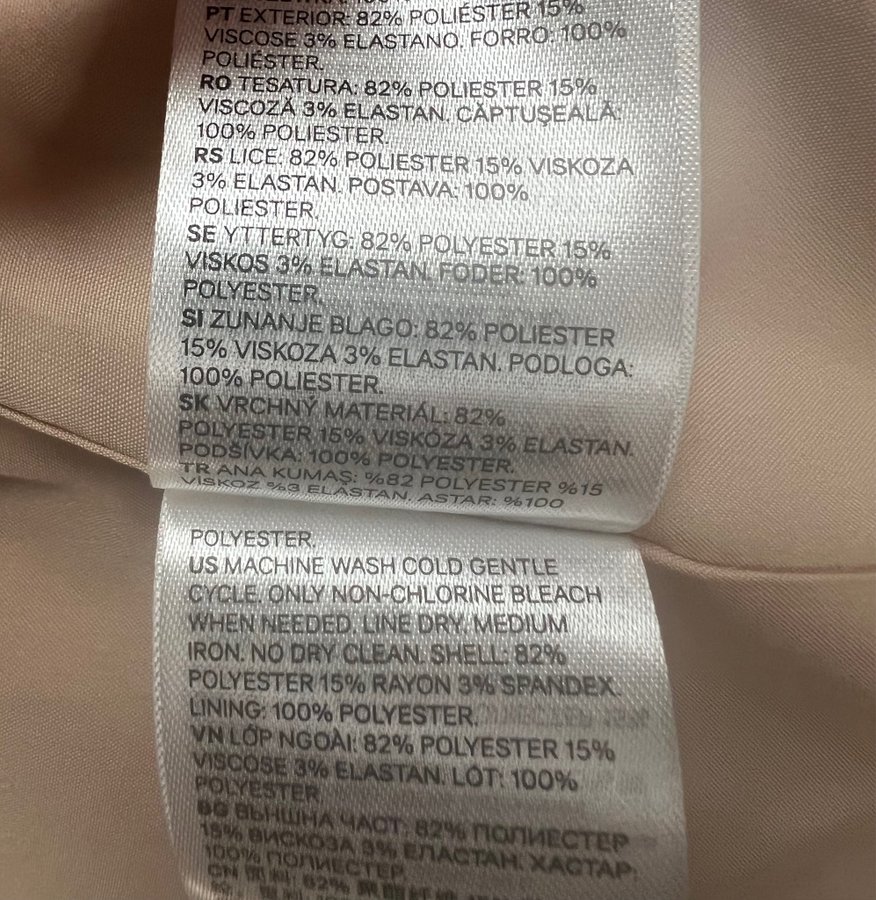 PT EXTERIOR: 82% POLIÉSTER 15%
VISCOSE 3% ELASTANO. FORRO: 100%
POLIÉSTER.
RO TESATURA: 82% POLIESTER 15%
VISCOZĂ 3% ELASTAN. CĂPTUŞEALĂ:
100% POLIESTER.
RS LICE: 82% POLIESTER 15% VISKOZA
3% ELASTAN. POSTAVA: 100%
POLIESTER.
SE YTTERTYG: 82% POLYESTER 15%
VISKOS 3% ELASTAN. FODER: 100%
POLYESTER.
SI ZUNANJE BLAGO: 82% POLIESTER
15% VISKOZA 3% ELASTAN. PODLOGA:
100% POLIESTER.
SK VRCHNÝ MATERIÁL: 82%
POLYESTER 15% VISKÓZA 3% ELASTAN.
PODŠÍVKA: 100% POLYESTER.
TR ANA KUMAŞ: %82 POLYESTER %15
VİSKOZ %3 ELASTAN. ASTAR: %100
POLYESTER.
US MACHINE WASH COLD GENTLE
CYCLE. ONLY NON-CHLORINE BLEACH
WHEN NEEDED. LINE DRY. MEDIUM
IRON. NO DRY CLEAN. SHELL: 82%
POLYESTER 15% RAYON 3% SPANDEX.
LINING: 100% POLYESTER.
VN LỚP NGOÀI: 82% POLYESTER 15%
VISCOSE 3% ELASTAN. LÓT: 100%
POLYESTER
BG ВЪНШНА ЧАСТ: 82% ПОЛИЕСТЕР
15% ВИСКОЗА 3% ЕЛАСТАН. ХАСТАР:
100% ПОЛИЕСТЕР
CN 82%